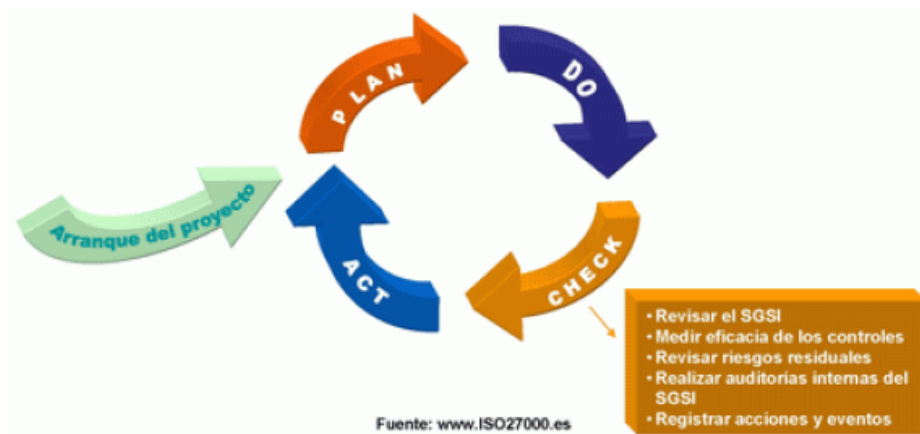 PLAN
DO
Arranque del proyecto
ACT
CHECK
• Revisar el SGSI
• Medir eficacia de los controles
• Revisar riesgos residuales
• Realizar auditorías internas del
SGSI
• Registrar acciones y eventos
Fuente: www.ISO27000.es